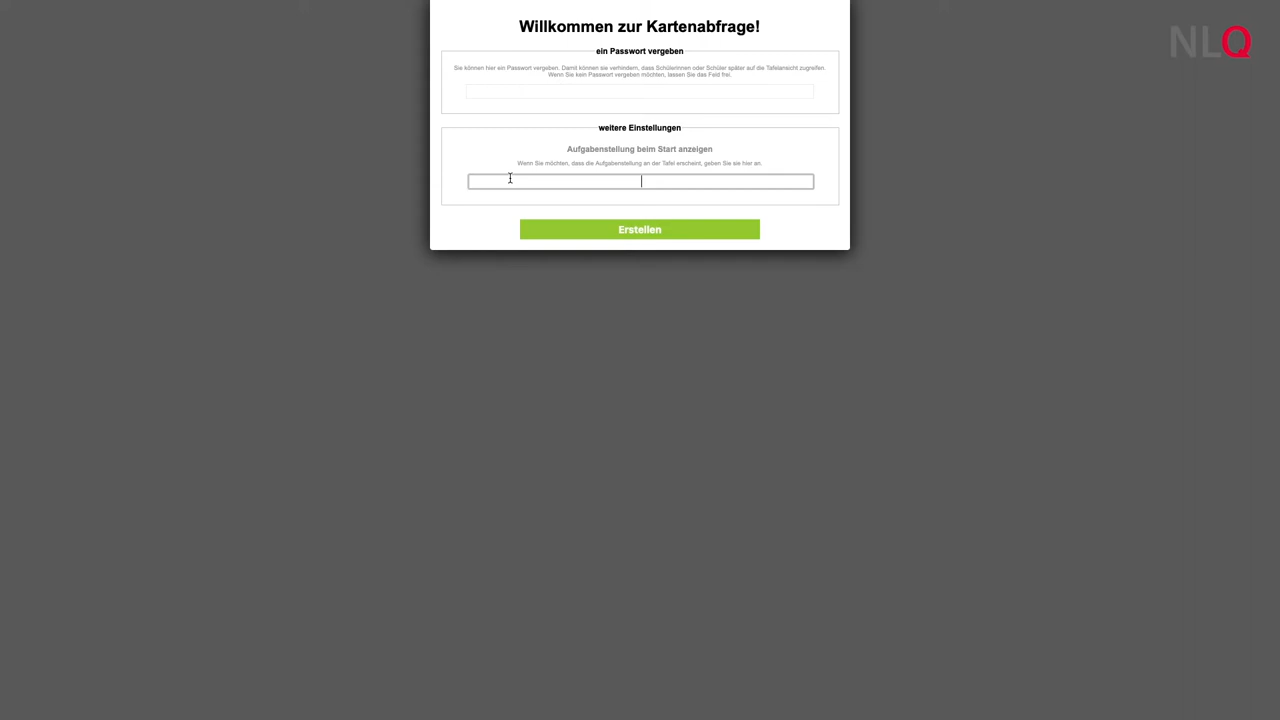 Willkommen zur Kartenabfrage!
NLQ
ein Passwort vergeben
Sie können hier ein Passwort vergeben. Damit können sie verhindern, dass Schülerinnen oder Schüler später auf die Tafelansicht zugreifen.
Wenn Sie kein Passwort vergeben möchten, lassen Sie das Feld frei.
weitere Einstellungen
Aufgabenstellung beim Start anzeigen
Wenn Sie möchten, dass die Aufgabenstellung an der Tafel erscheint, geben Sie sie hier an.
Erstellen